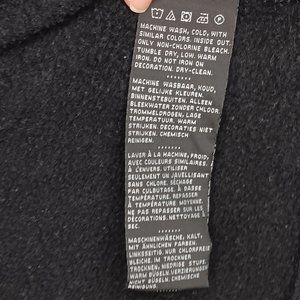 MACHINE WASH, COLD, WITH
SIMILAR COLORS. INSIDE OUT.
ONLY NON-CHLORINE BLEACH.
TUMBLE DRY, LOW. WARM
IRON. DO NOT IRON ON
DECORATION. DRY-CLEAN.
MACHINE WASBAAR, KOUD,
MET GELIJKE KLEUREN.
BINNENSTEBUITEN. ALLEEN
BLEEKWATER ZONDER CHLOOR.
TROMMELDROGEN, LAGE
TEMPERATUUR. WARM
STRIJKEN. DECORATIES NIET
STRIJKEN. CHEMISCH
REINIGEN.
LAVER À LA MACHINE, FROID,
AVEC COULEURS SIMILAIRES.
À L'ENVERS. UTILISER
SEULEMENT UN JAVELLISANT
SANS CHLORE. SÉCHAGE
PAR CULBUTAGE, À BASSE
TEMPÉRATURE. REPASSER À
TEMPÉRATURE MOYENNE.
NE PAS REPASSER SUR LES
DÉCORATIONS. NETTOYAGE
À SEC.
MASCHINENWÄSCHE, KALT,
MIT ÄHNLICHEN FARBEN.
LINKSSEITIG. NUR CHLORFREIE
BLEICHE. IM TROCKNER
TROCKNEN, NIEDRIGE STUFE.
WARM BÜGELN. VERZIERUNGEN
NICHT BÜGELN. CHEMISCHE
REINIGUNG.